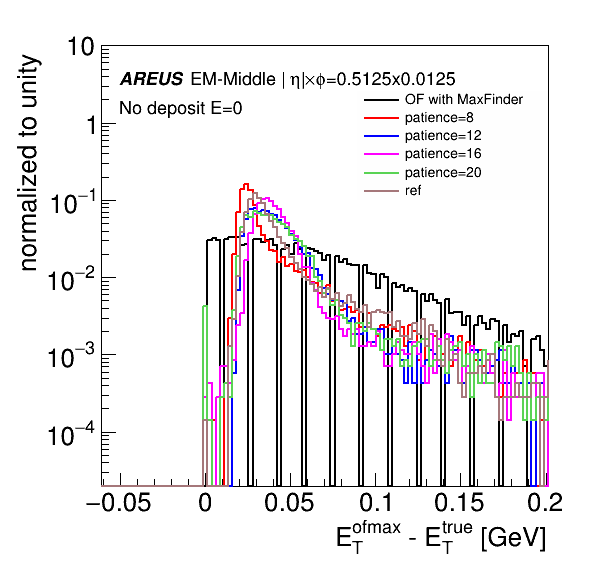 normalized to unity
10
1
10⁻¹
10⁻²
10⁻³
10⁻⁴
AREUS EM-Middle | η|×ϕ=0.5125x0.0125
No deposit E=0
OF with MaxFinder
patience=8
patience=12
patience=16
patience=20
ref
−0.05 0 0.05 0.1 0.15 0.2
E_T^ofmax - E_T^true [GeV]